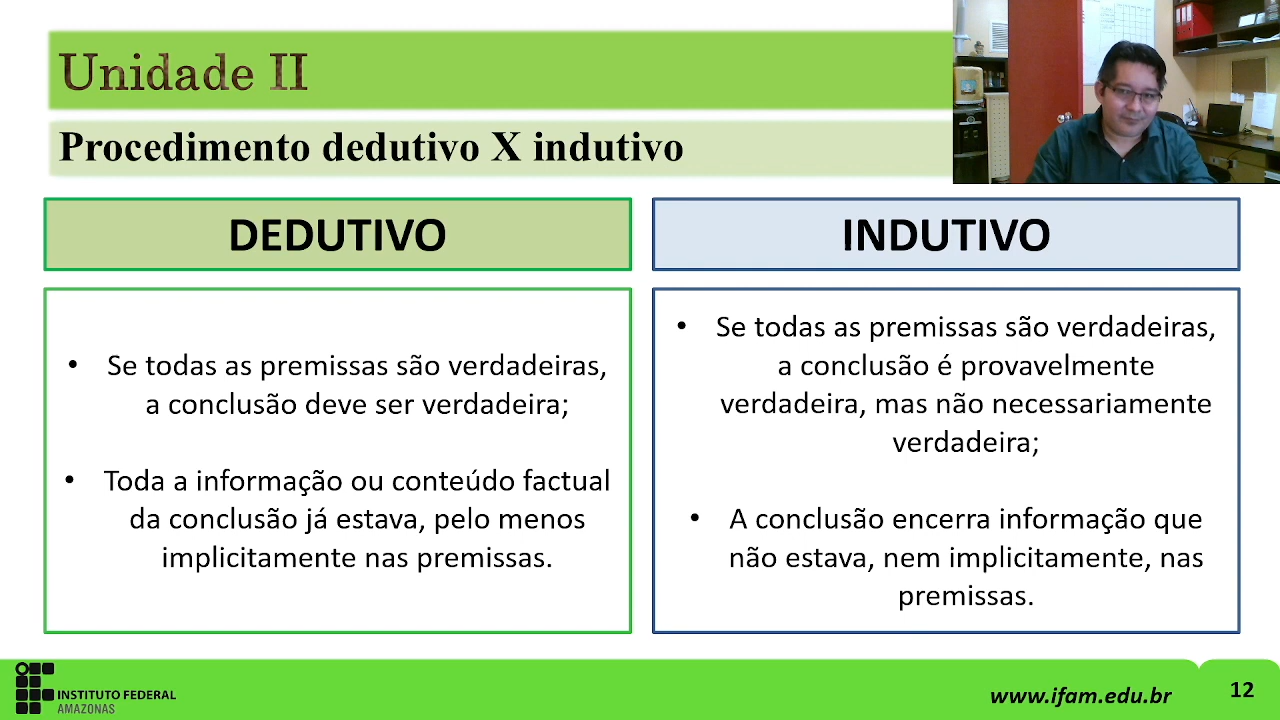 Unidade II
Procedimento dedutivo X indutivo
DEDUTIVO
• Se todas as premissas são verdadeiras,
a conclusão deve ser verdadeira;
• Toda a informação ou conteúdo factual
da conclusão já estava, pelo menos
implicitamente nas premissas.
INDUTIVO
• Se todas as premissas são verdadeiras,
a conclusão é provavelmente
verdadeira, mas não necessariamente
verdadeira;
• A conclusão encerra informação que
não estava, nem implicitamente, nas
premissas.
INSTITUTO FEDERAL
AMAZONAS
www.ifam.edu.br
12